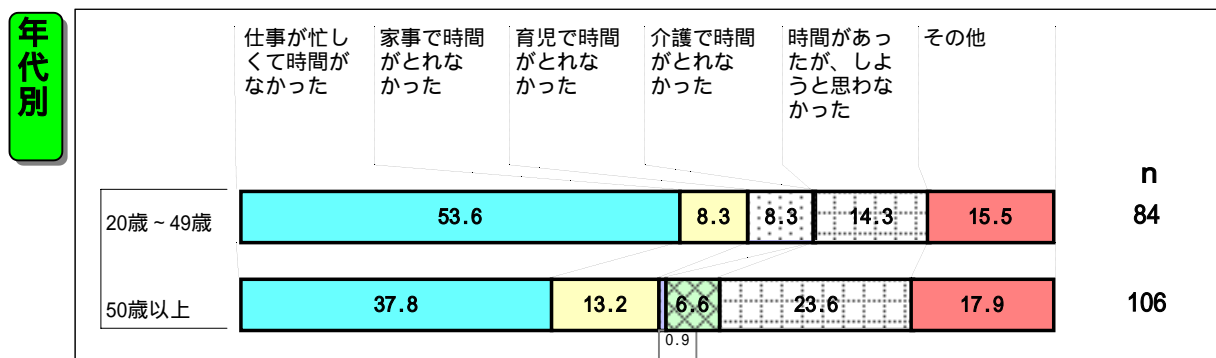 年代別
仕事が忙し
くて時間が
なかった
家事で時間
がとれな
かった
育児で時間
がとれな
かった
介護で時間
がとれな
かった
時間があっ
たが、しよ
うと思わな
かった
その他
n
20歳～49歳 53.6 8.3 8.3 14.3 15.5 84
50歳以上 37.8 13.2 6.6 23.6 17.9 106
0.9